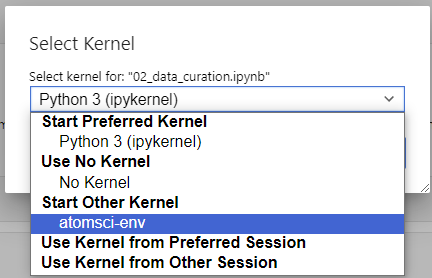 Select Kernel
Select kernel for: "02_data_curation.ipynb"
Python 3 (ipykernel)
Start Preferred Kernel
Python 3 (ipykernel)
Use No Kernel
No Kernel
Start Other Kernel
atomsci-env
Use Kernel from Preferred Session
Use Kernel from Other Session